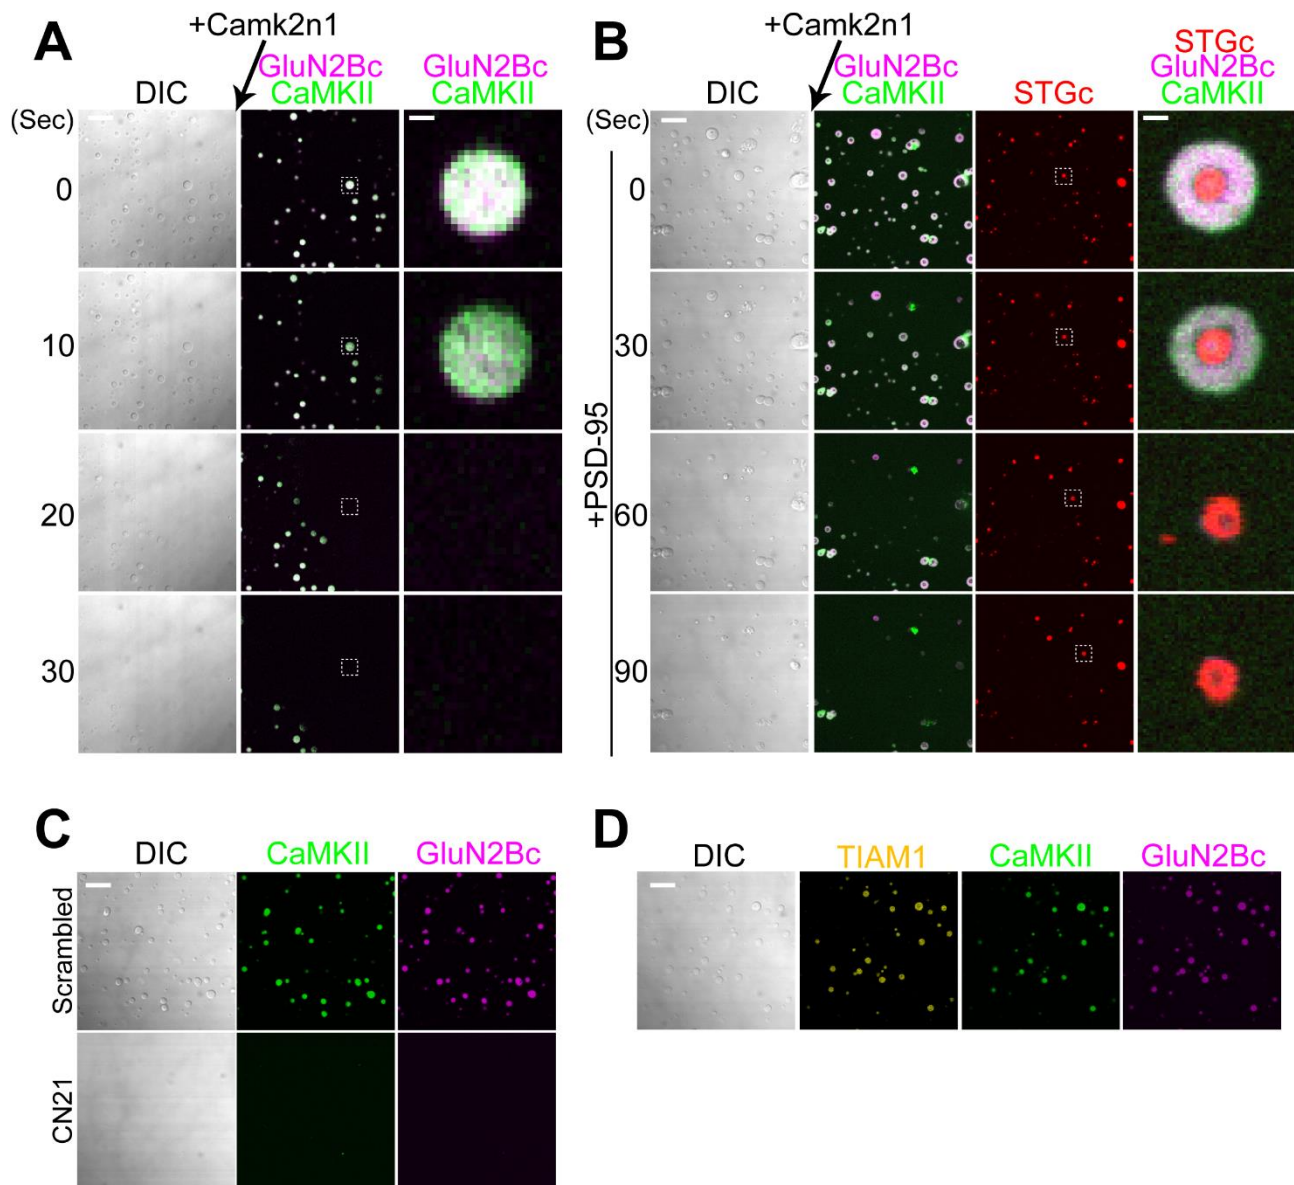 A
+Camk2n1
GluN2Bc
GluN2Bc
DIC
CaMKII
CaMKII
(Sec)
0
10
20
30
B
+Camk2n1
STGc
GluN2Bc
GluN2Bc
DIC
CaMKII
STGc
CaMKII
(Sec)
0
30
60
90
+PSD-95
C
DIC
CaMKII
GluN2Bc
Scrambled
CN21
D
DIC
TIAM1
CaMKII
GluN2Bc